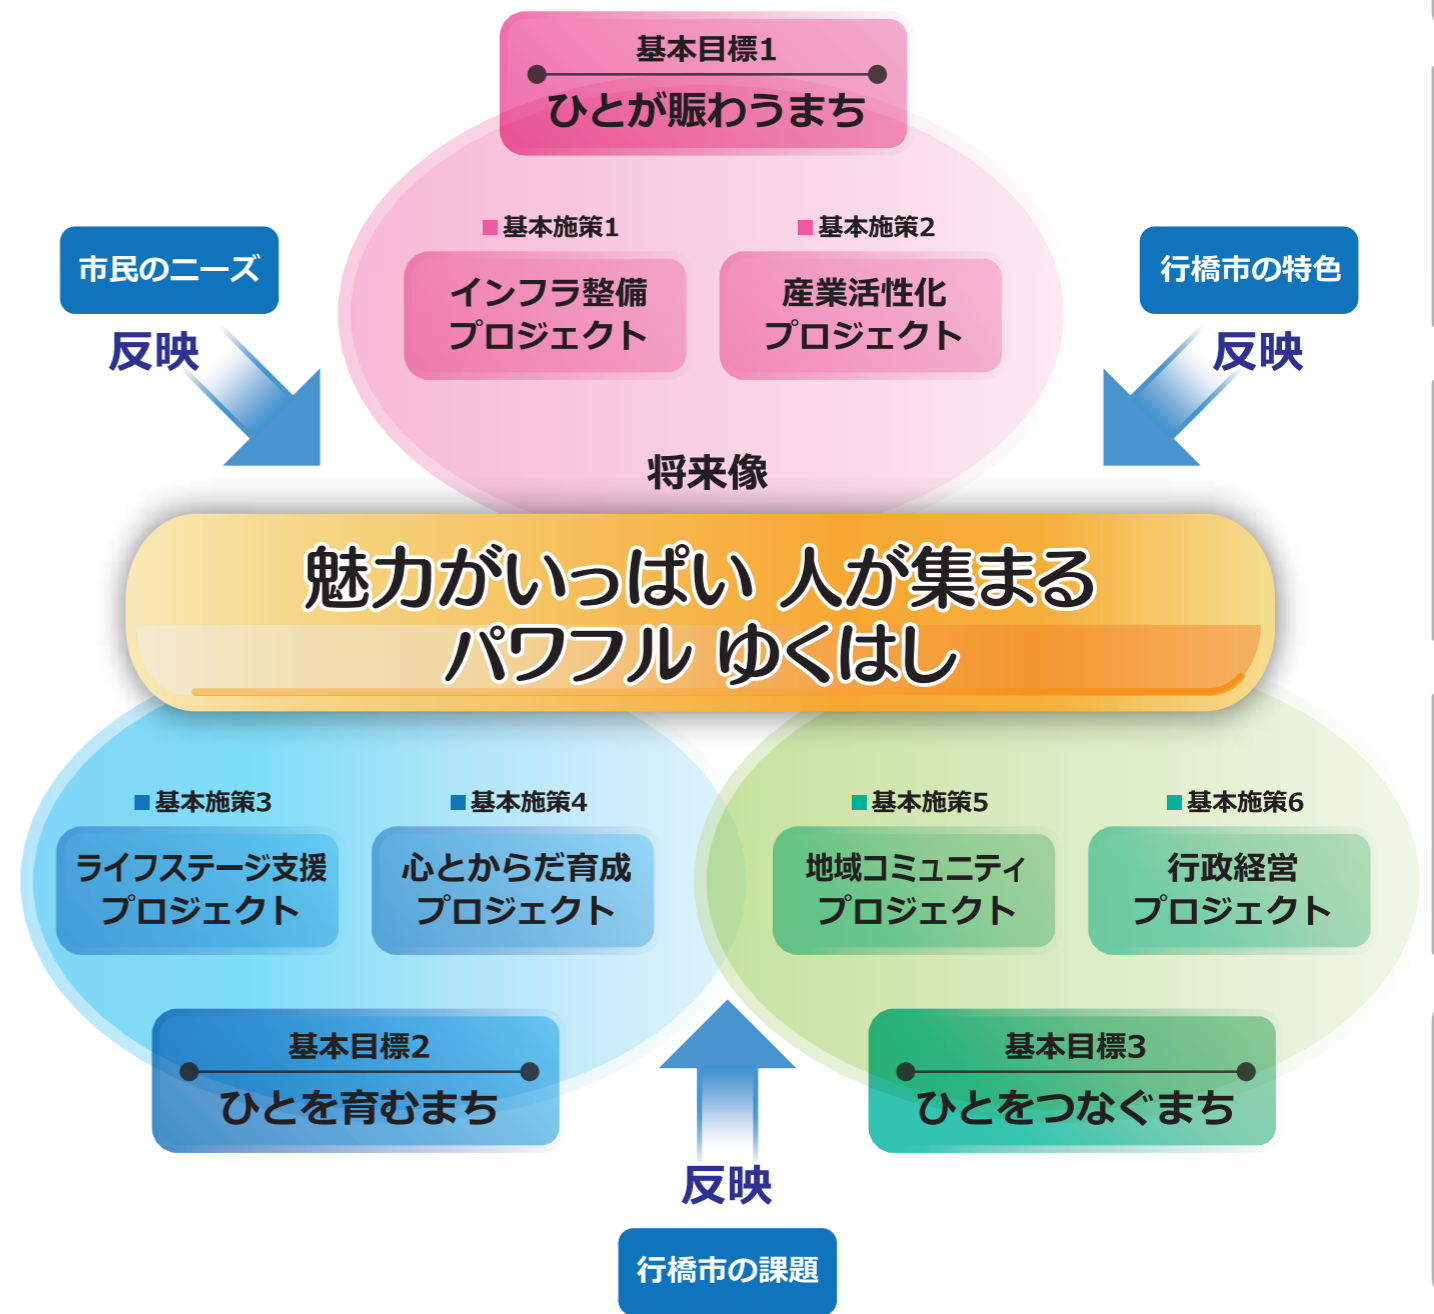 基本目標1
ひとが賑わうまち
■基本施策1
インフラ整備
プロジェクト
■基本施策2
産業活性化
プロジェクト
市民のニーズ
反映
行橋市の特色
反映
将来像
魅力がいっぱい 人が集まる
パワフル ゆくはし
■基本施策3
ライフステージ支援
プロジェクト
■基本施策4
心とからだ育成
プロジェクト
■基本施策5
地域コミュニティ
プロジェクト
■基本施策6
行政経営
プロジェクト
基本目標2
ひとを育むまち
基本目標3
ひとをつなぐまち
反映
行橋市の課題